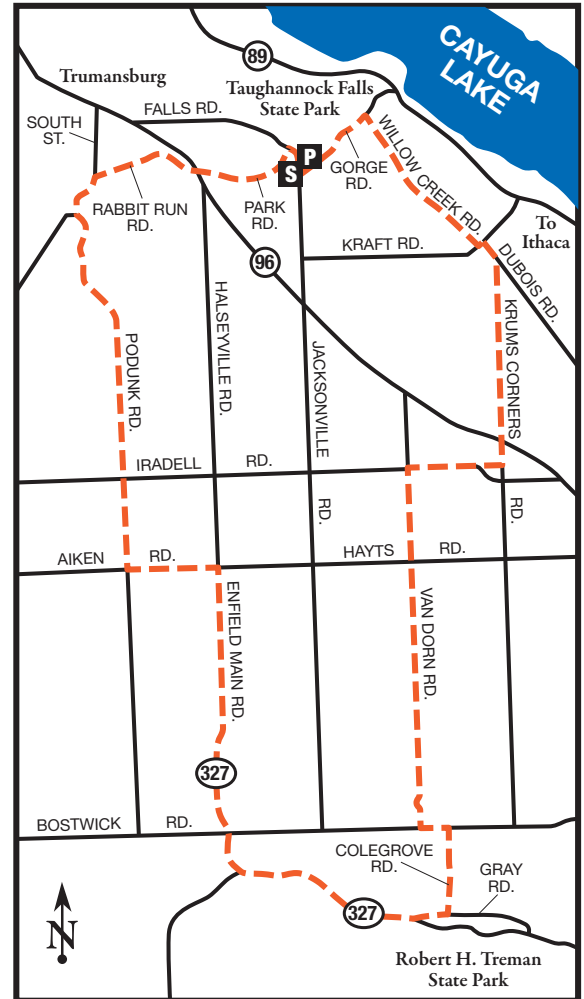 CAYUGA
LAKE
89
Trumansburg
Taughannock Falls
State Park
FALLS RD.
SOUTH
ST.
P
S
GORGE
RD.
WILLOW CREEK RD.
RABBIT RUN
RD.
PARK
RD.
To
Ithaca
KRAFT RD.
DUBOIS RD.
96
HALSEYVILLE RD.
JACKSONVILLE
RD.
KRUMS CORNERS
RD.
PODUNK RD.
IRADELL RD.
AIKEN RD.
HAYTS RD.
ENFIELD MAIN RD.
VAN DORN RD.
327
BOSTWICK RD.
COLEGROVE
RD.
GRAY
RD.
327
N
Robert H. Treman
State Park